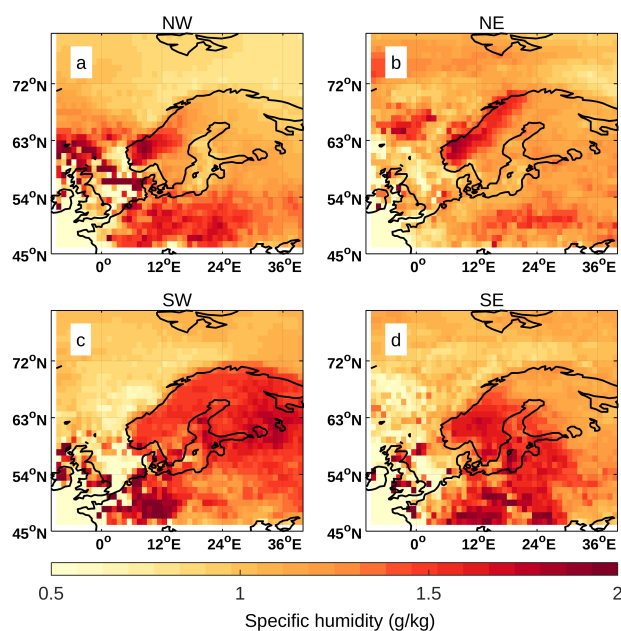 NW NE
a b
72°N 72°N
63°N 63°N
54°N 54°N
45°N 45°N
0° 12°E 24°E 36°E 0° 12°E 24°E 36°E
SW SE
c d
72°N 72°N
63°N 63°N
54°N 54°N
45°N 45°N
0° 12°E 24°E 36°E 0° 12°E 24°E 36°E
0.5 1 1.5 2
Specific humidity (g/kg)